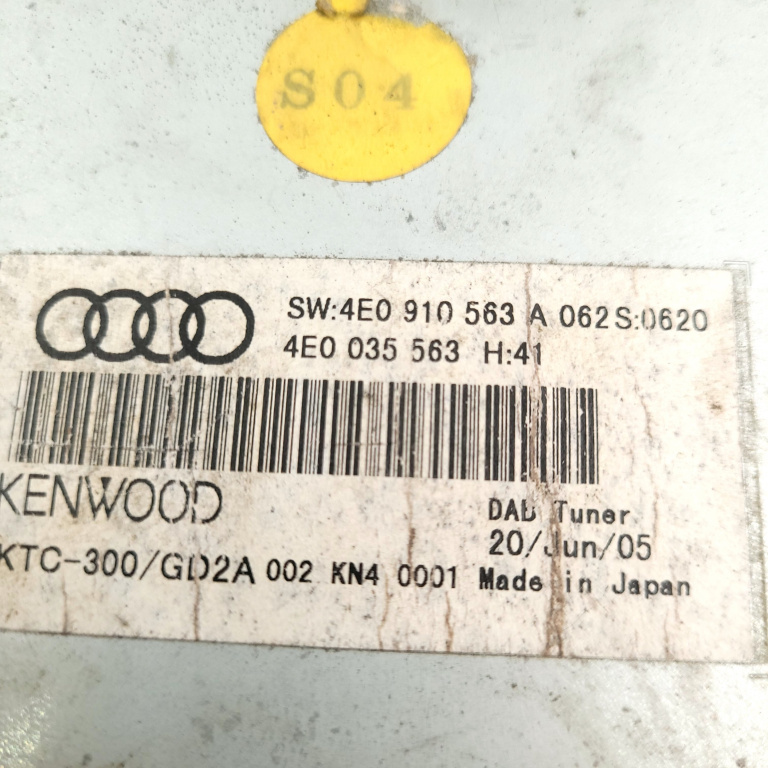 S04
SW:4E0 910 563 A 062 S:0620
4E0 035 563 H:41
KENWOOD
DAB Tuner
20/Jun/05
KTC-300/GD2A 002 KN4 0001 Made in Japan